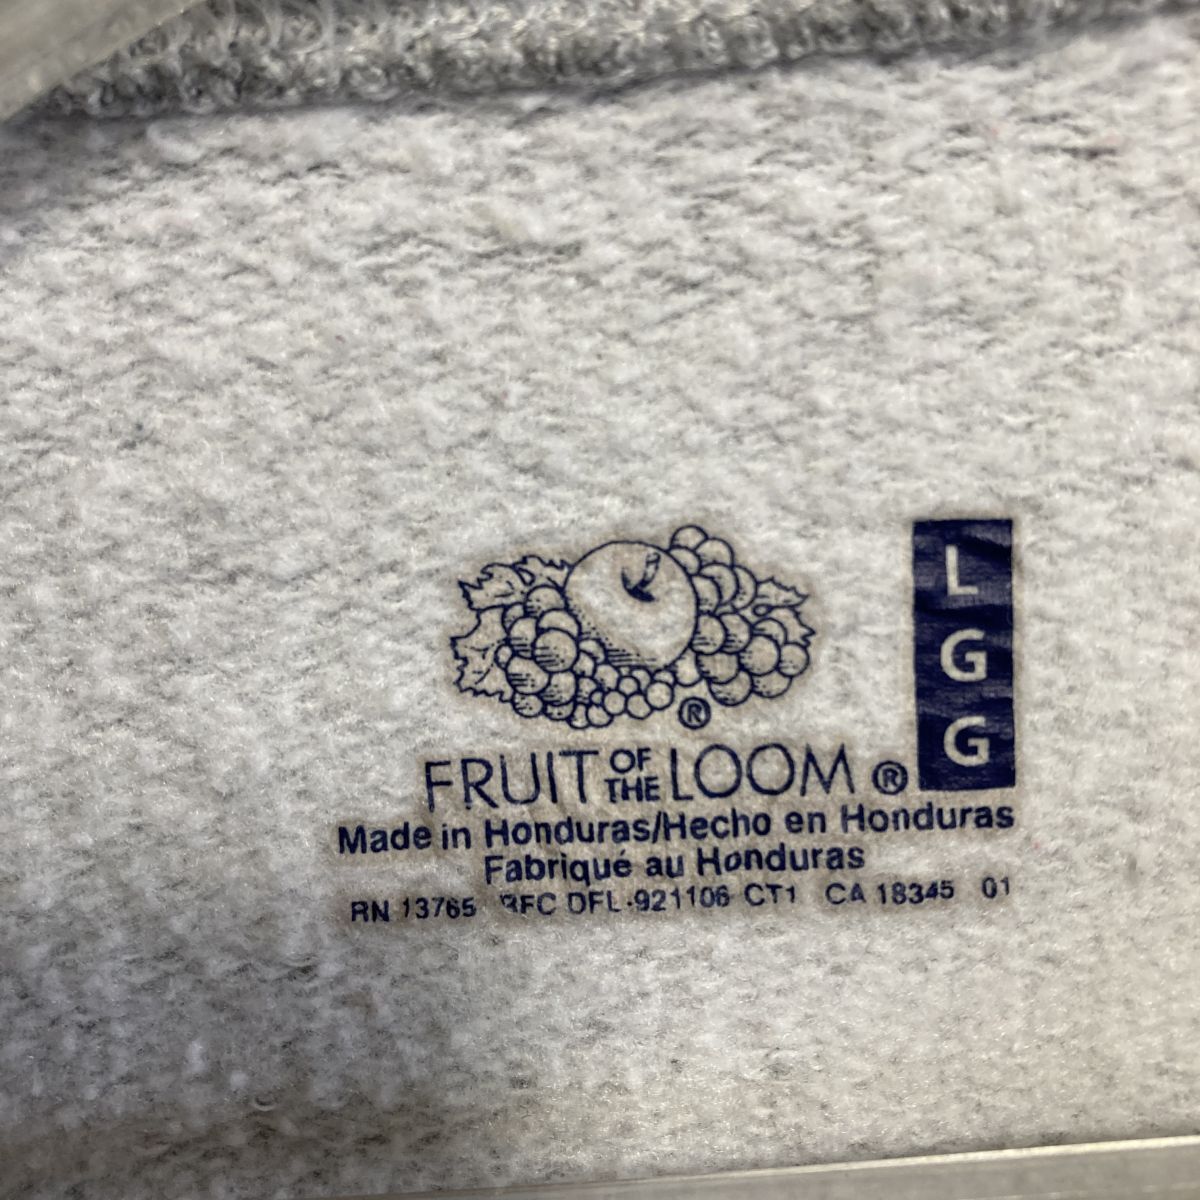 L
G
G
®
FRUIT OF THE LOOM ®
Made in Honduras/Hecho en Honduras
Fabriqué au Honduras
RN 13765 DFL-921106 CT1 CA 18345 01